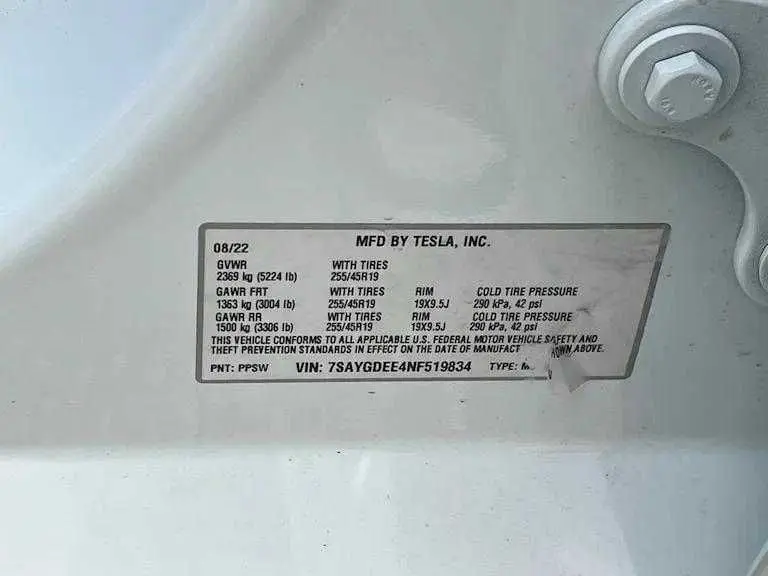 08/22 MFD BY TESLA, INC.
GVWR WITH TIRES
2369 kg (5224 lb) 255/45R19
GAWR FRT WITH TIRES RIM COLD TIRE PRESSURE
1363 kg (3004 lb) 255/45R19 19X9.5J 290 kPa, 42 psi
GAWR RR WITH TIRES RIM COLD TIRE PRESSURE
1500 kg (3306 lb) 255/45R19 19X9.5J 290 kPa, 42 psi
THIS VEHICLE CONFORMS TO ALL APPLICABLE U.S. FEDERAL MOTOR VEHICLE SAFETY AND
THEFT PREVENTION STANDARDS IN EFFECT ON THE DATE OF MANUFACT OWN ABOVE.
PNT: PPSW VIN: 7SAYGDEE4NF519834 TYPE: